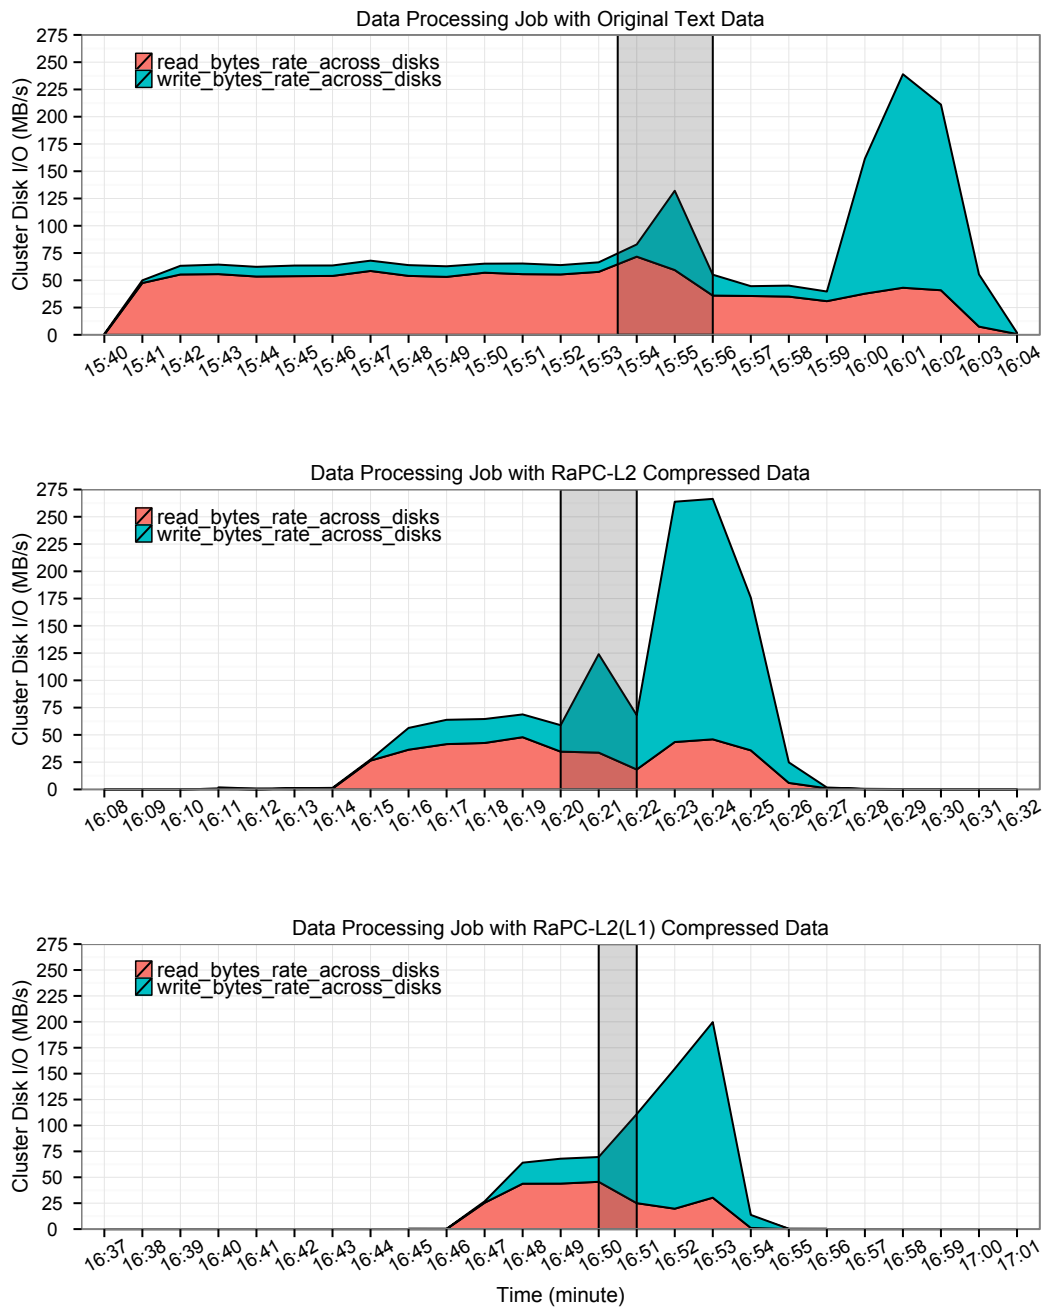 Data Processing Job with Original Text Data
Cluster Disk I/O (MB/s)
275
250
225
200
175
150
125
100
75
50
25
0
read_bytes_rate_across_disks
write_bytes_rate_across_disks
15:40 15:41 15:42 15:43 15:44 15:45 15:46 15:47 15:48 15:49 15:50 15:51 15:52 15:53 15:54 15:55 15:56 15:57 15:58 15:59 16:00 16:01 16:02 16:03 16:04
Data Processing Job with RaPC-L2 Compressed Data
Cluster Disk I/O (MB/s)
275
250
225
200
175
150
125
100
75
50
25
0
read_bytes_rate_across_disks
write_bytes_rate_across_disks
16:08 16:09 16:10 16:11 16:12 16:13 16:14 16:15 16:16 16:17 16:18 16:19 16:20 16:21 16:22 16:23 16:24 16:25 16:26 16:27 16:28 16:29 16:30 16:31 16:32
Data Processing Job with RaPC-L2(L1) Compressed Data
Cluster Disk I/O (MB/s)
275
250
225
200
175
150
125
100
75
50
25
0
read_bytes_rate_across_disks
write_bytes_rate_across_disks
16:37 16:38 16:39 16:40 16:41 16:42 16:43 16:44 16:45 16:46 16:47 16:48 16:49 16:50 16:51 16:52 16:53 16:54 16:55 16:56 16:57 16:58 16:59 17:00 17:01
Time (minute)